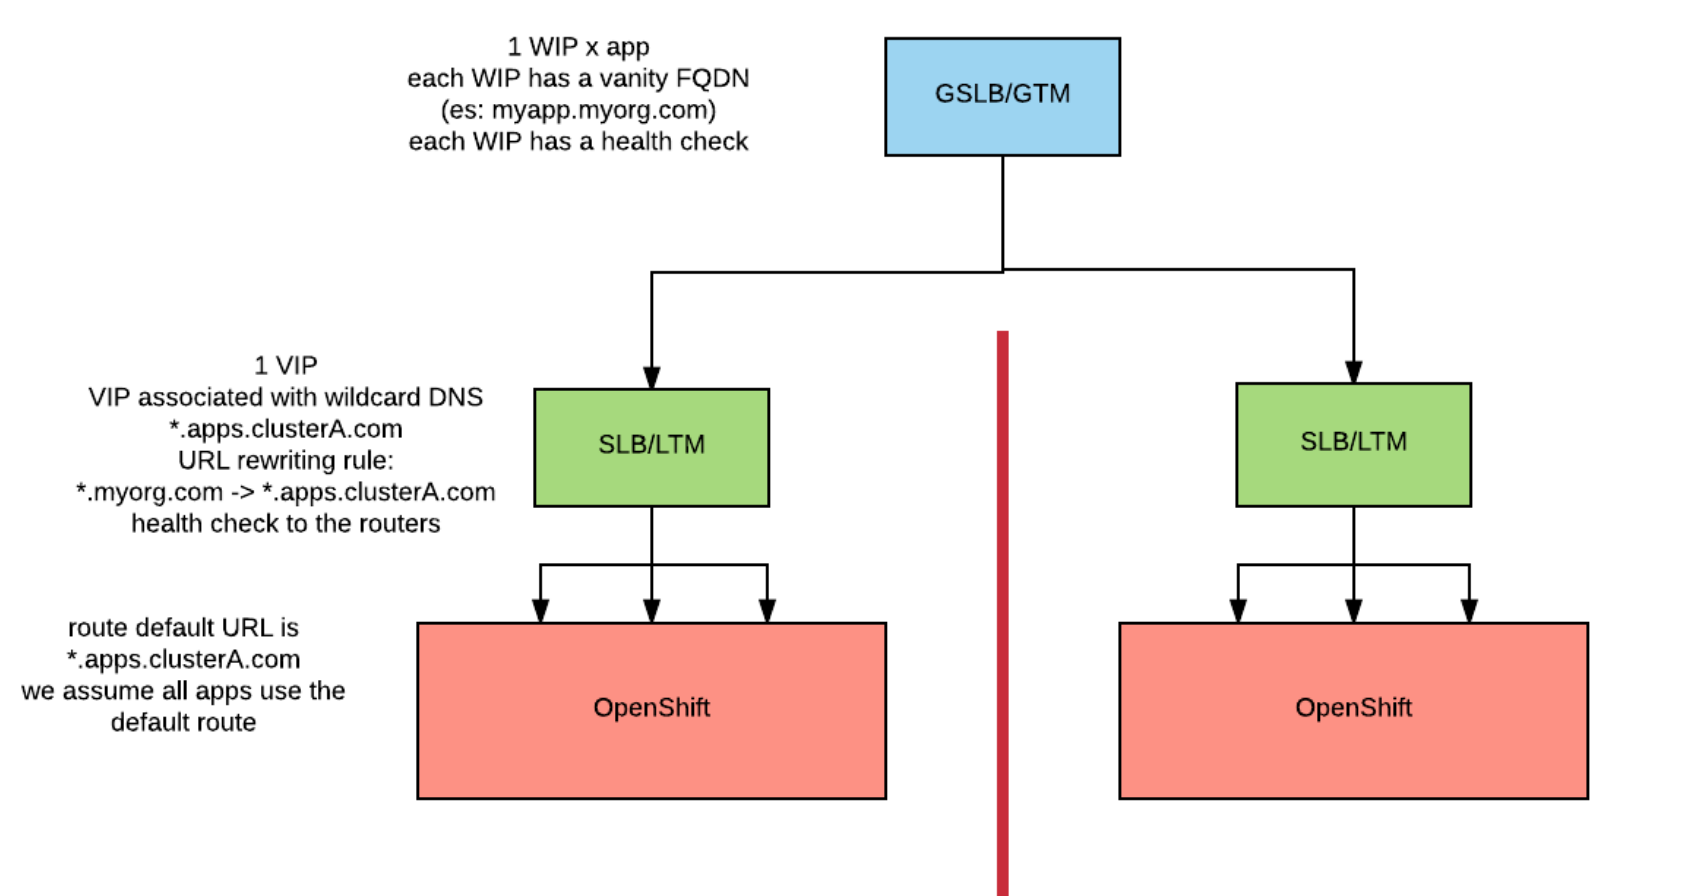 1 WIP x app
each WIP has a vanity FQDN
(es: myapp.myorg.com)
each WIP has a health check
GSLB/GTM
1 VIP
VIP associated with wildcard DNS
*.apps.clusterA.com
URL rewriting rule:
*.myorg.com -> *.apps.clusterA.com
health check to the routers
SLB/LTM
SLB/LTM
route default URL is
*.apps.clusterA.com
we assume all apps use the
default route
OpenShift
OpenShift